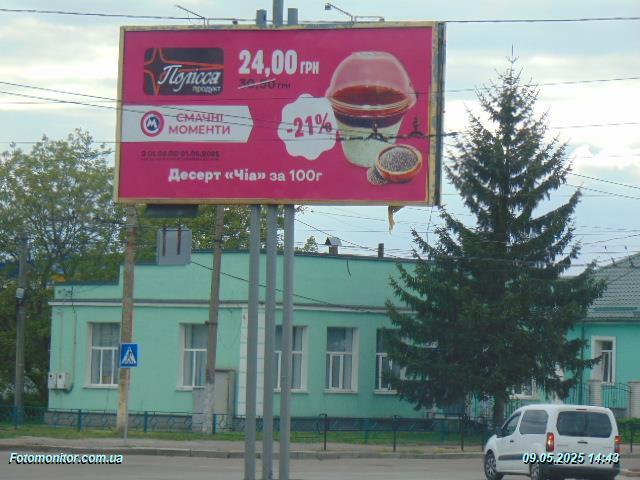 Полісся
продукт
24,00 ГРН
30,50 ГРН
СМАЧНІ
МОМЕНТИ
-21%
Десерт «Чіа» за 100г
Fotomonitor.com.ua
09.05.2025 14:43